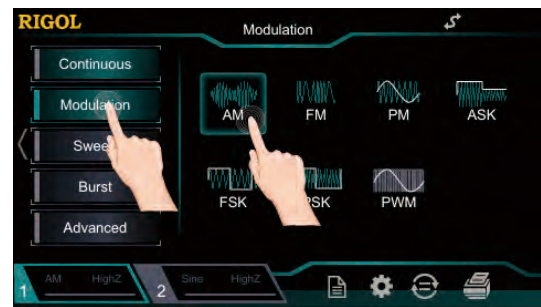 RIGOL
Modulation
Continuous
Modulation
Burst
Advanced
AM
FM
PM
ASK
FSK
PWM
1
AM
HighZ
2
Sine
HighZ